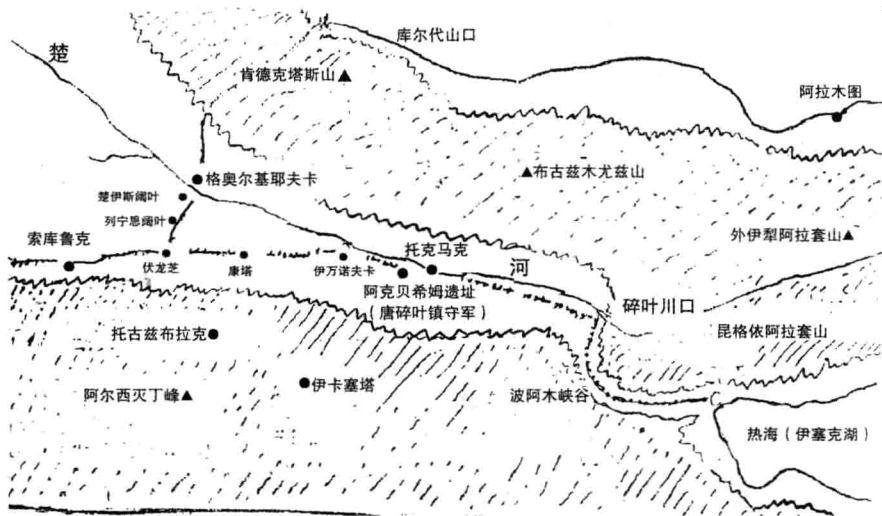 库尔代山口
楚
肯德克塔斯山
阿拉木图
布古兹木尤兹山
格奥尔基耶夫卡
楚伊斯阔叶
列宁思阔叶
外伊犁阿拉套山
索库鲁克
托克马克
河
伏龙芝
康塔
伊万诺夫卡
阿克贝希姆遗址
（唐碎叶镇守军）
碎叶川口
昆格依阿拉套山
托古兹布拉克
阿尔西灭丁峰
伊卡塞塔
波阿木峡谷
热海（伊塞克湖）